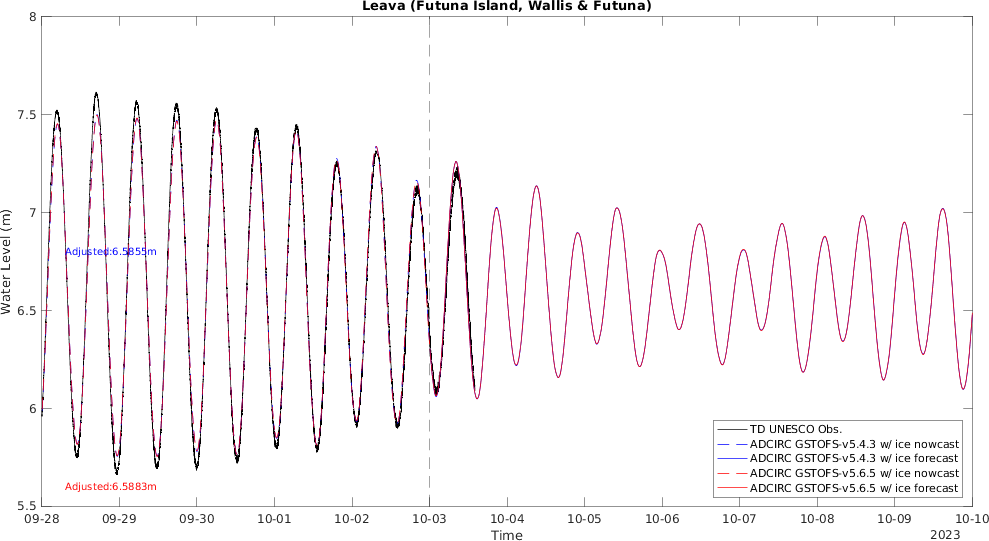 Leava (Futuna Island, Wallis & Futuna)
8
7.5
7
6.5
6
5.5
Water Level (m)
Adjusted:6.5855m
Adjusted:6.5883m
TD UNESCO Obs.
ADCIRC GSTOFS-v5.4.3 w/ ice nowcast
ADCIRC GSTOFS-v5.4.3 w/ ice forecast
ADCIRC GSTOFS-v5.6.5 w/ ice nowcast
ADCIRC GSTOFS-v5.6.5 w/ ice forecast
09-28 09-29 09-30 10-01 10-02 10-03 10-04 10-05 10-06 10-07 10-08 10-09 10-10
Time
2023